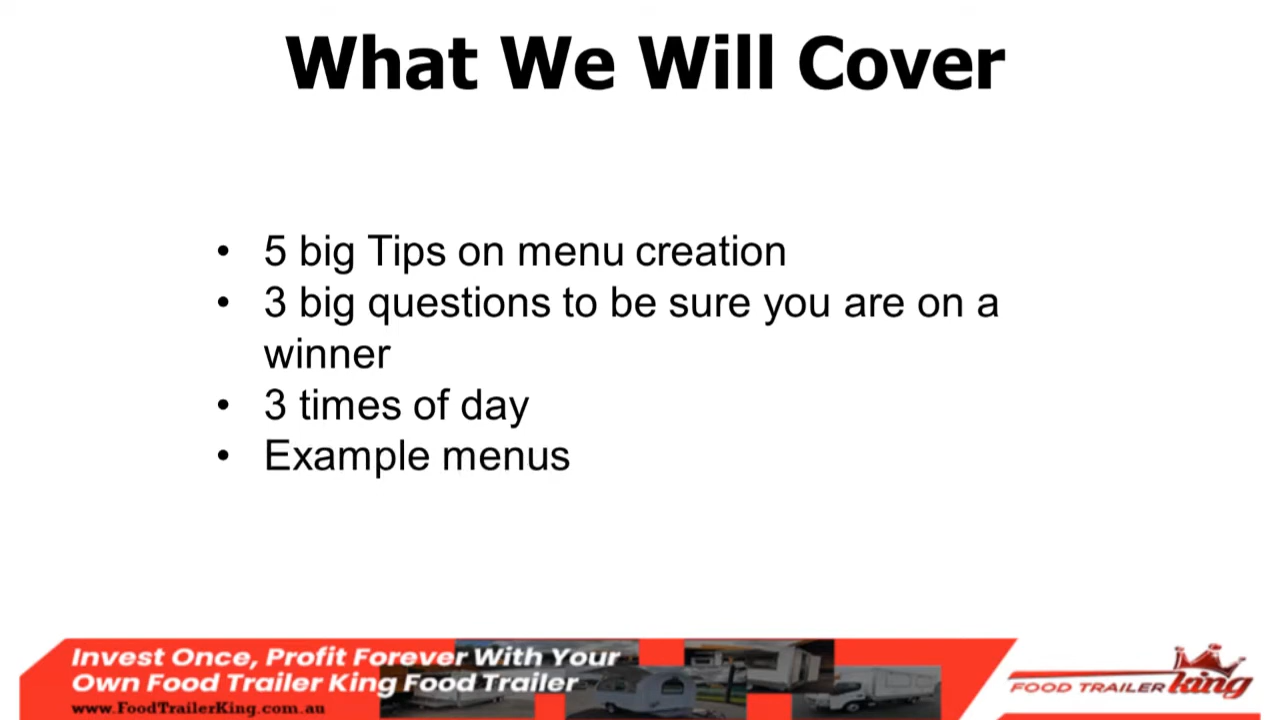 What We Will Cover
• 5 big Tips on menu creation
• 3 big questions to be sure you are on a
winner
• 3 times of day
• Example menus
Invest Once, Profit Forever With Your
Own Food Trailer King Food Trailer
www.FoodTrailerKing.com.au
FOOD TRAILER king